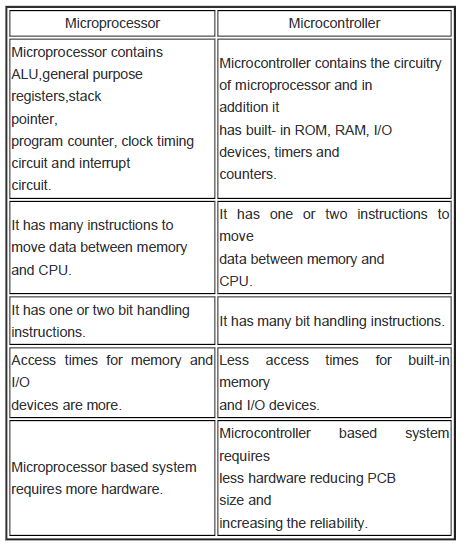 Microprocessor
Microcontroller
Microprocessor contains
ALU,general purpose
registers,stack
pointer,
program counter, clock timing
circuit and interrupt
circuit.
Microcontroller contains the circuitry
of microprocessor and in
addition it
has built- in ROM, RAM, I/O
devices, timers and
counters.
It has many instructions to
move data between memory
and CPU.
It has one or two instructions to
move
data between memory and
CPU.
It has one or two bit handling
instructions.
It has many bit handling instructions.
Access times for memory and
I/O
devices are more.
Less access times for built-in
memory
and I/O devices.
Microprocessor based system
requires more hardware.
Microcontroller based system
requires
less hardware reducing PCB
size and
increasing the reliability.